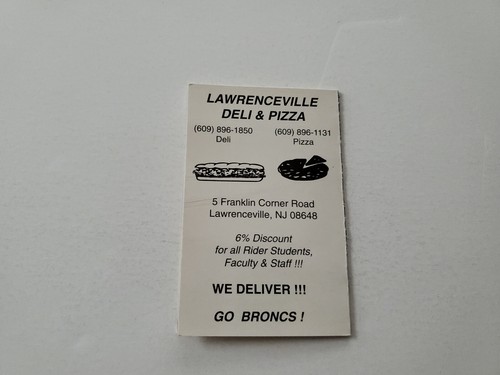 LAWRENCEVILLE
DELI & PIZZA
(609) 896-1850 (609) 896-1131
Deli Pizza
5 Franklin Corner Road
Lawrenceville, NJ 08648
6% Discount
for all Rider Students,
Faculty & Staff !!!
WE DELIVER !!!
GO BRONCS !